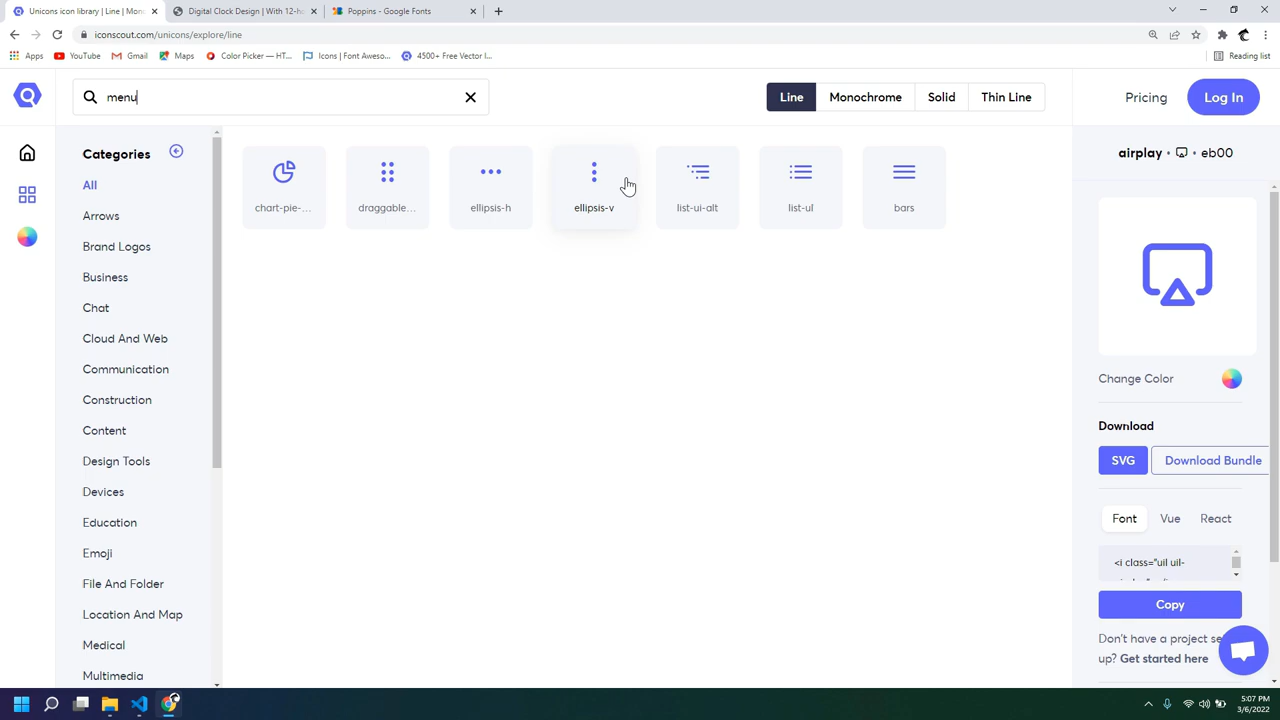 Unicons icon library | Line | Mon
Digital Clock Design | With 12-h
Poppins - Google Fonts
iconscout.com/unicons/explore/line
Apps
YouTube
Gmail
Maps
Color Picker — HT...
Icons | Font Aweso...
4500+ Free Vector I...
Reading list
menu
Line
Monochrome
Solid
Thin Line
Pricing
Log In
Categories
All
Arrows
Brand Logos
Business
Chat
Cloud And Web
Communication
Construction
Content
Design Tools
Devices
Education
Emoji
File And Folder
Location And Map
Medical
Multimedia
chart-pie-...
draggable...
ellipsis-h
ellipsis-v
list-ui-alt
list-ul
bars
airplay • • eb00
Change Color
Download
SVG
Download Bundle
Font
Vue
React
<i class="uil uil-
Copy
Don't have a project se
up? Get started here
5:07 PM
3/6/2022